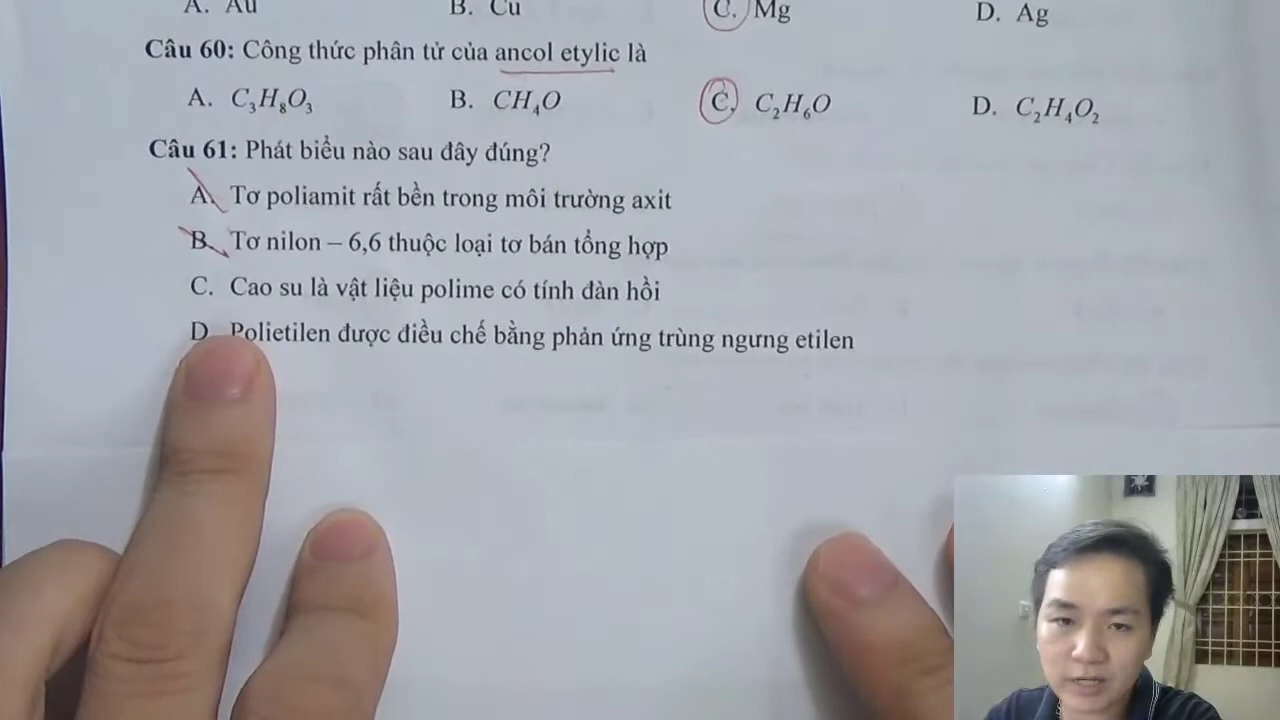 A. Au B. Cu C. Mg D. Ag
Câu 60: Công thức phân tử của ancol etylic là
A. C₃H₈O₃ B. CH₄O C. C₂H₆O D. C₂H₄O₂
Câu 61: Phát biểu nào sau đây đúng?
A. Tơ poliamit rất bền trong môi trường axit
B. Tơ nilon – 6,6 thuộc loại tơ bán tổng hợp
C. Cao su là vật liệu polime có tính đàn hồi
D. Polietilen được điều chế bằng phản ứng trùng ngưng etilen